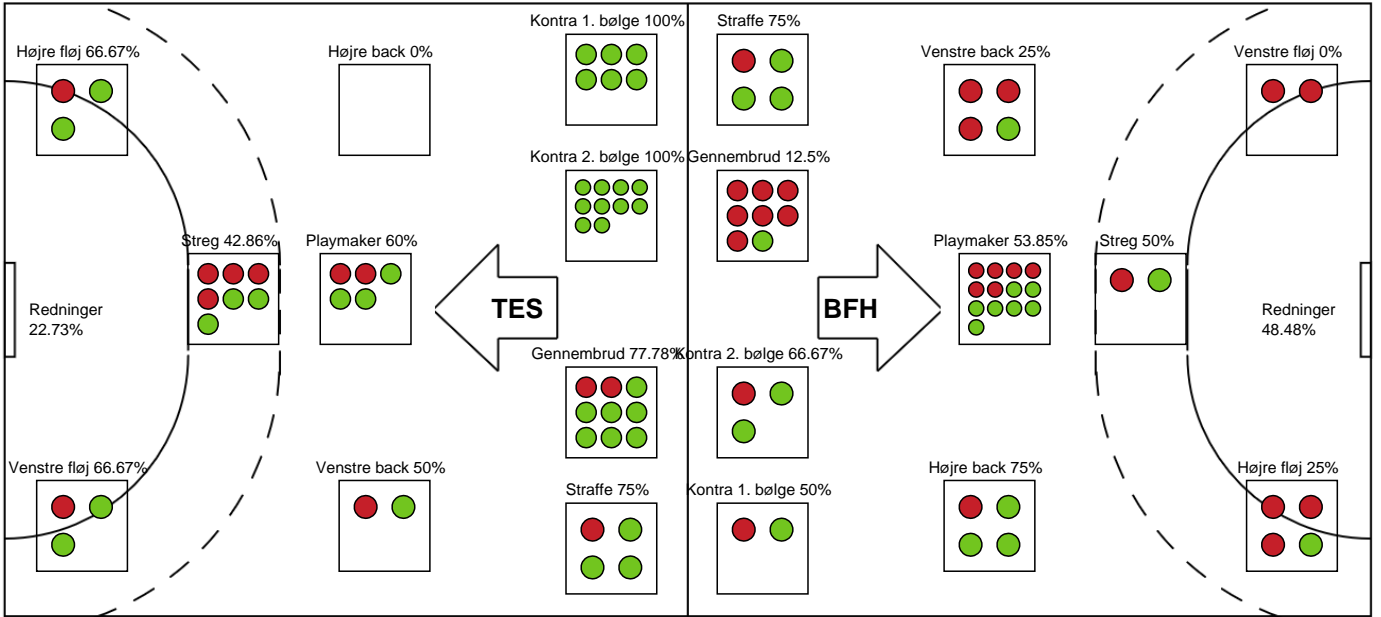 Kontra 1. bølge 100%
Straffe 75%
Højre fløj 66.67%
Højre back 0%
Venstre back 25%
Venstre fløj 0%
Kontra 2. bølge 100%
Gennembrud 12.5%
Streg 42.86%
Playmaker 60%
Playmaker 53.85%
Streg 50%
TES
BFH
Redninger
22.73%
Redninger
48.48%
Gennembrud 77.78%
Kontra 2. bølge 66.67%
Venstre fløj 66.67%
Venstre back 50%
Højre back 75%
Højre fløj 25%
Straffe 75%
Kontra 1. bølge 50%